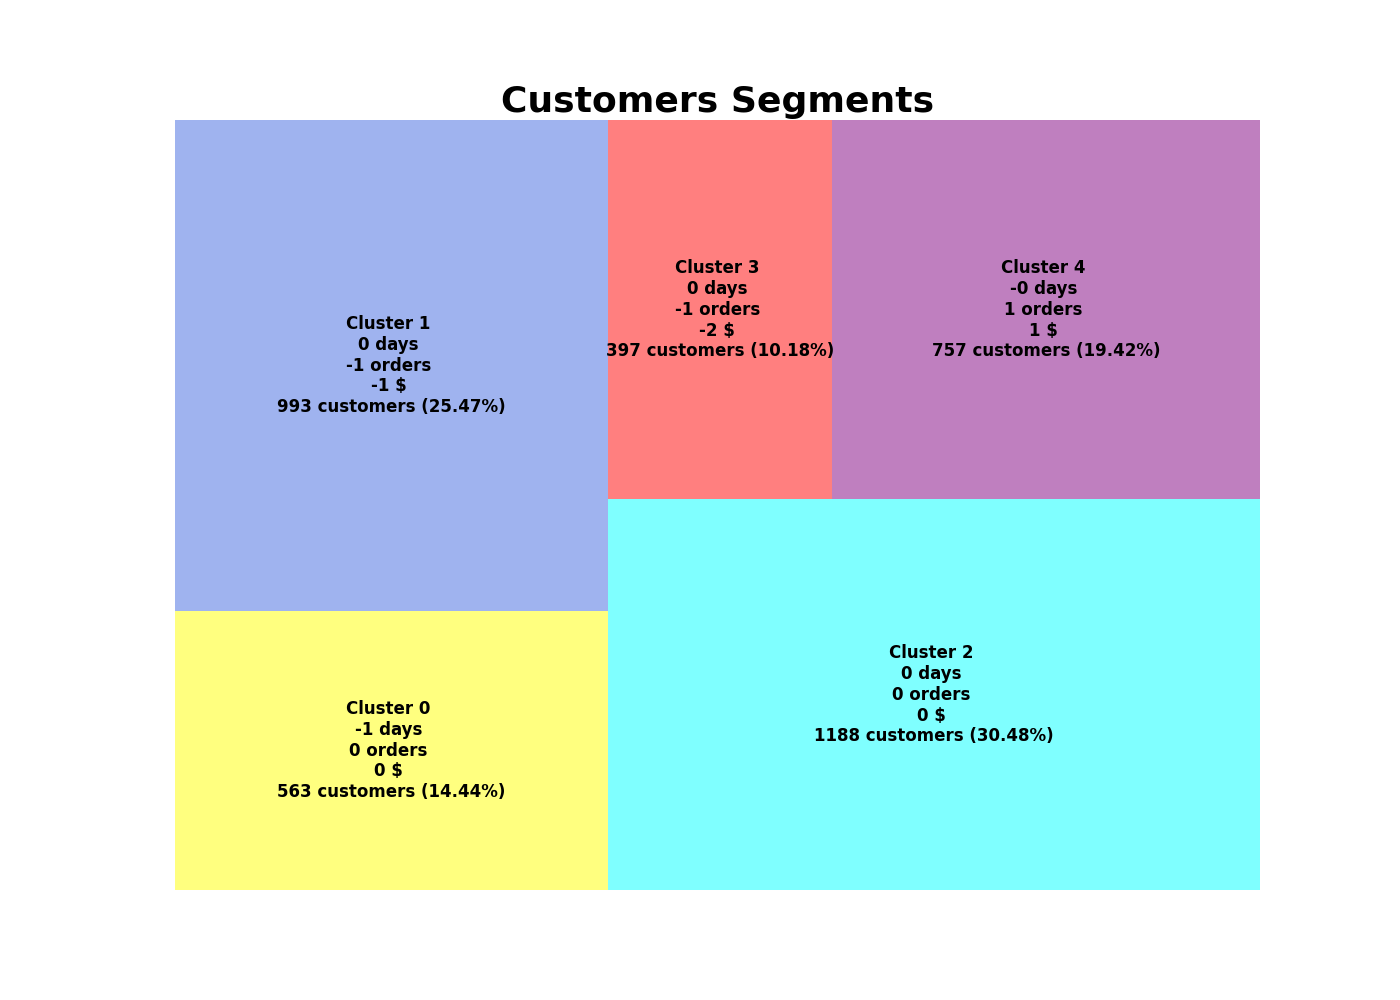 Customers Segments
Cluster 1
0 days
-1 orders
-1 $
993 customers (25.47%)
Cluster 3
0 days
-1 orders
-2 $
397 customers (10.18%)
Cluster 4
-0 days
1 orders
1 $
757 customers (19.42%)
Cluster 0
-1 days
0 orders
0 $
563 customers (14.44%)
Cluster 2
0 days
0 orders
0 $
1188 customers (30.48%)